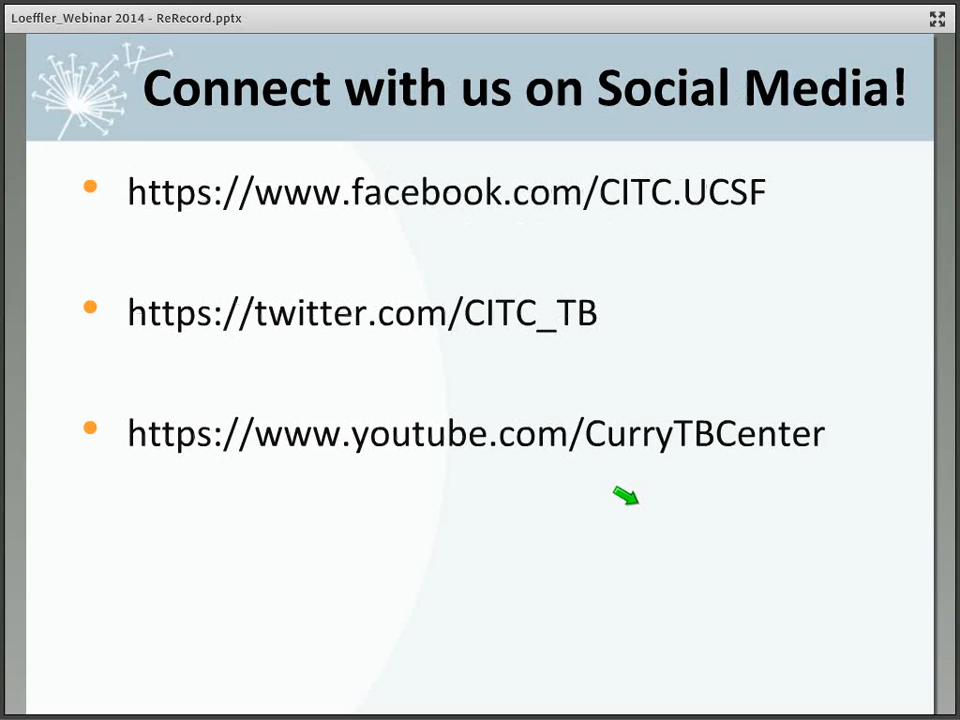 Loeffler_Webinar 2014 - ReRecord.pptx
Connect with us on Social Media!
• https://www.facebook.com/CITC.UCSF
• https://twitter.com/CITC_TB
• https://www.youtube.com/CurryTBCenter